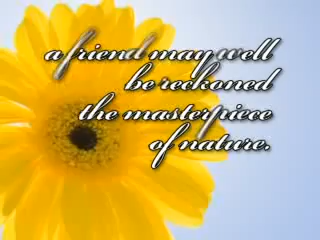 a friend may well
be reckoned
the masterpiece
of nature.